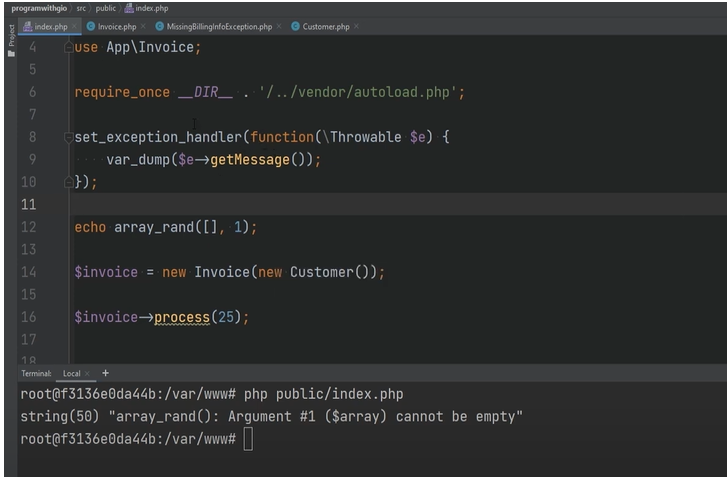 programwithgio src public index.php
Project
index.php Invoice.php MissingBillingInfoException.php Customer.php
4 use App\Invoice;
5
6 require_once __DIR__ . '/../vendor/autoload.php';
7
8 set_exception_handler(function(\Throwable $e) {
9 var_dump($e->getMessage());
10 });
11
12 echo array_rand([], 1);
13
14 $invoice = new Invoice(new Customer());
15
16 $invoice->process(25);
17
18
Terminal: Local +
root@f3136e0da44b:/var/www# php public/index.php
string(50) "array_rand(): Argument #1 ($array) cannot be empty"
root@f3136e0da44b:/var/www#